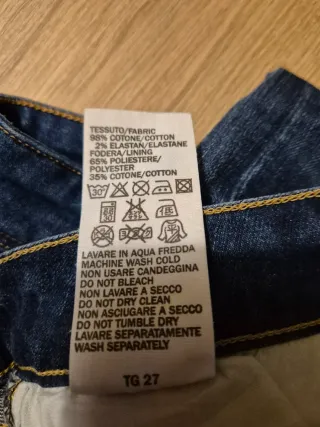 TESSUTO/FABRIC
98% COTONE/COTTON
2% ELASTAN/ELASTANE
FODERA/LINING
65% POLIESTERE/
POLYESTER
35% COTONE/COTTON
30°
LAVARE IN AQUA FREDDA
MACHINE WASH COLD
NON USARE CANDEGGINA
DO NOT BLEACH
NON LAVARE A SECCO
DO NOT DRY CLEAN
NON ASCIUGARE A SECCO
DO NOT TUMBLE DRY
LAVARE SEPARATAMENTE
WASH SEPARATELY
TG 27